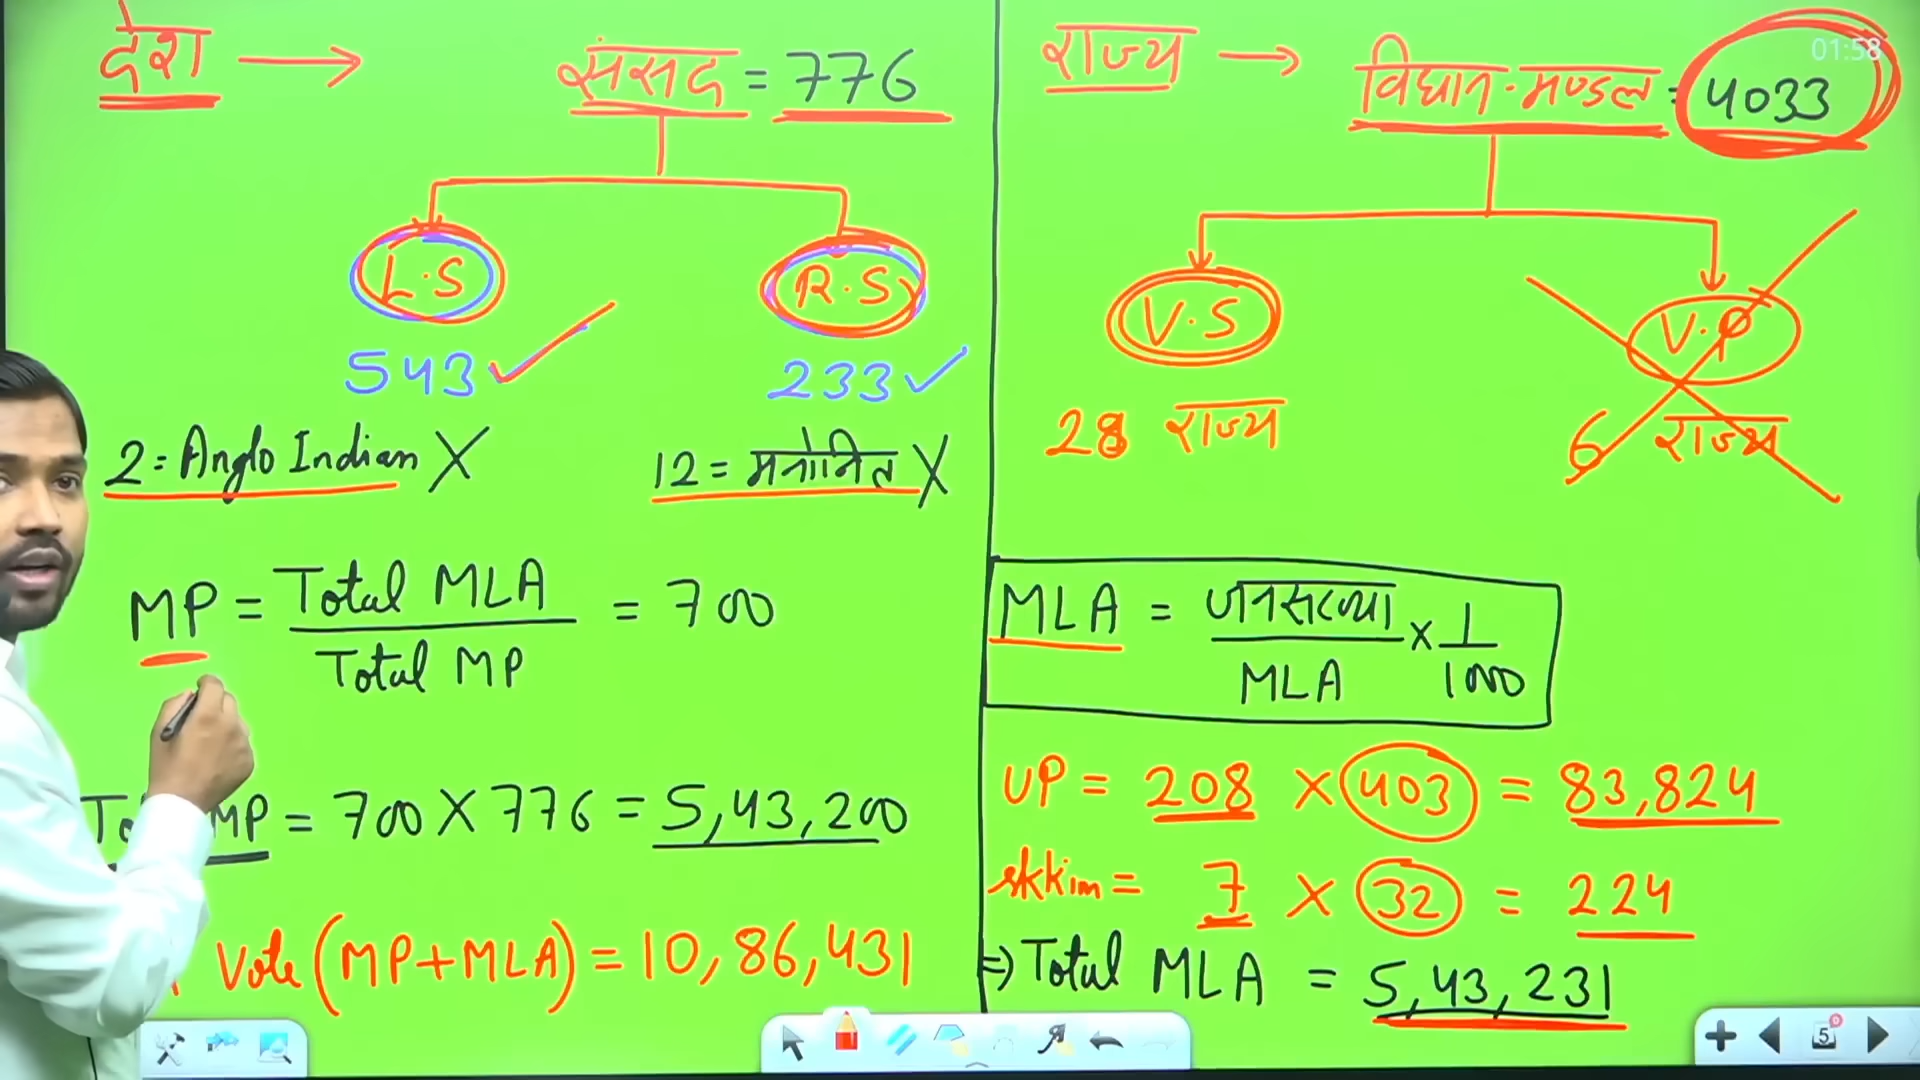 देश → संसद = 776
L.S
R.S
543 ✓
233 ✓
2 = Anglo Indian X
12 = मनोनित X
MP = Total MLA / Total MP = 700
MP = 700 X 776 = 5,43,200
Vote (MP+MLA) = 10,86,431
01:58
राज्य → विधान-मण्डल = 4033
V.S
V.P
28 राज्य
6 राज्य
MLA = जनसंख्या / MLA x 1/1000
UP = 208 X 403 = 83,824
skkim = 7 X 32 = 224
⇒ Total MLA = 5,43,231
5